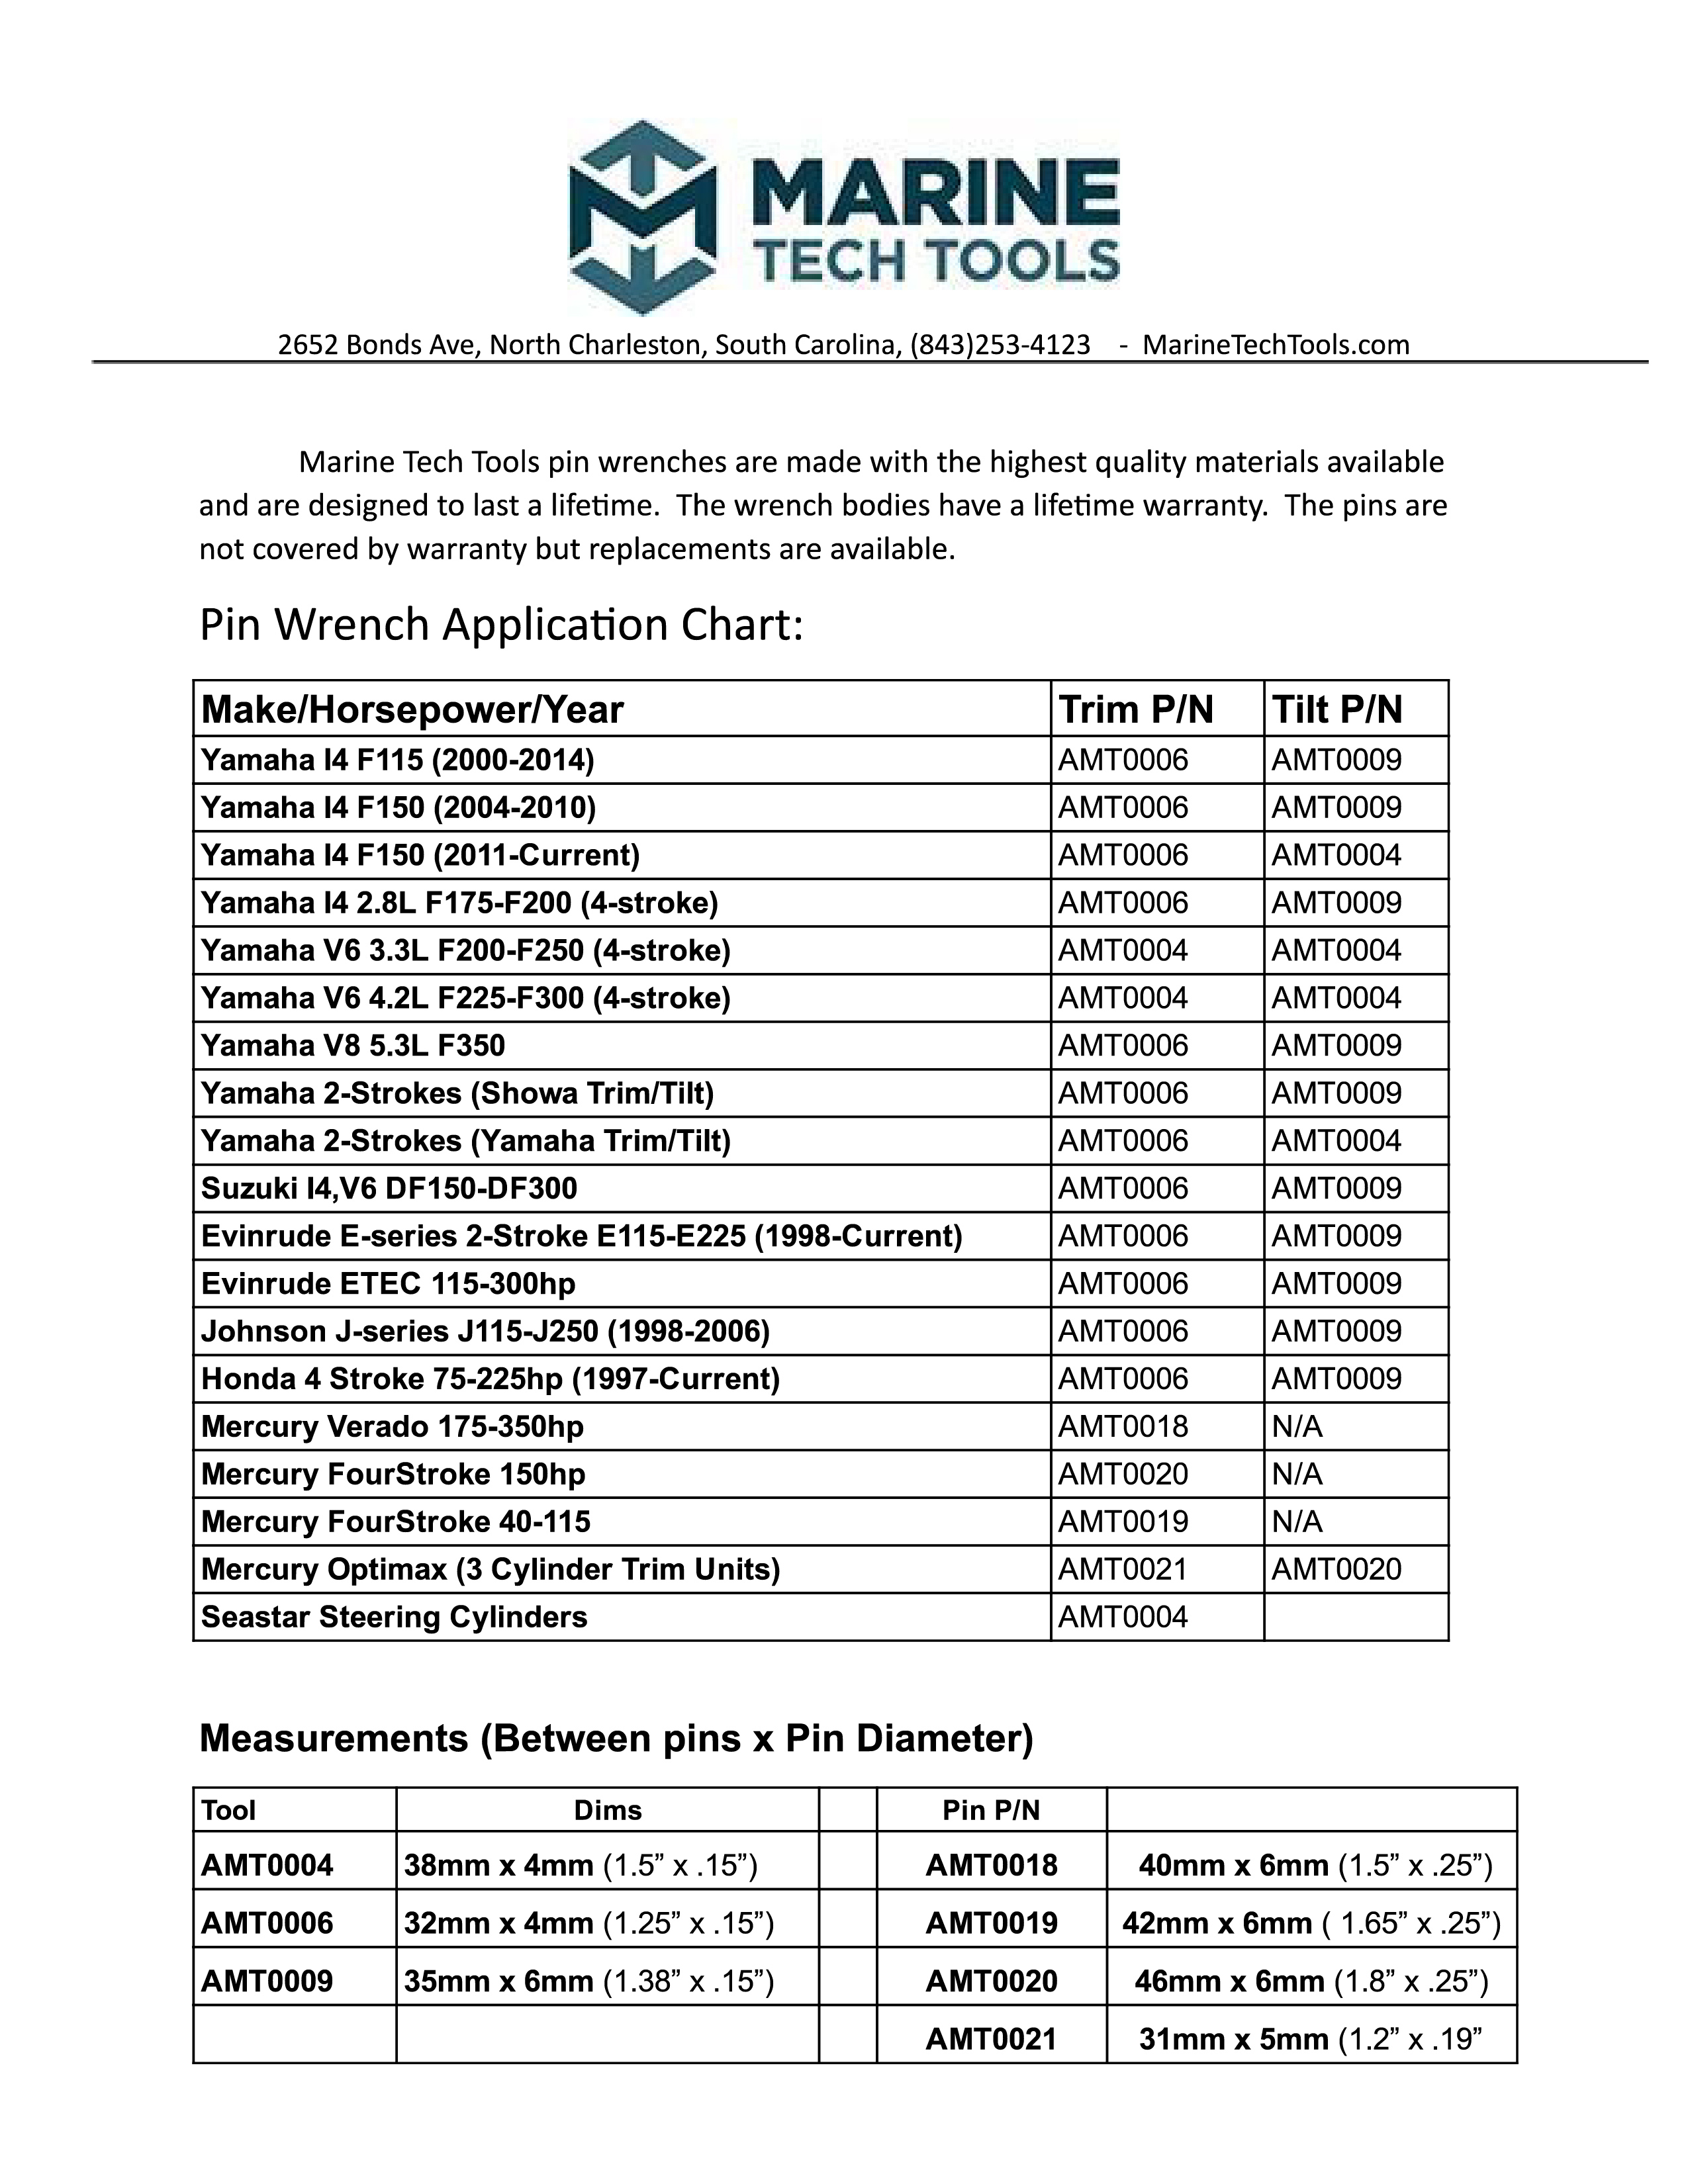 MARINE
TECH TOOLS
2652 Bonds Ave, North Charleston, South Carolina, (843)253-4123 - MarineTechTools.com
Marine Tech Tools pin wrenches are made with the highest quality materials available
and are designed to last a lifetime. The wrench bodies have a lifetime warranty. The pins are
not covered by warranty but replacements are available.
Pin Wrench Application Chart:
Make/Horsepower/Year Trim P/N Tilt P/N
Yamaha I4 F115 (2000-2014) AMT0006 AMT0009
Yamaha I4 F150 (2004-2010) AMT0006 AMT0009
Yamaha I4 F150 (2011-Current) AMT0006 AMT0004
Yamaha I4 2.8L F175-F200 (4-stroke) AMT0006 AMT0009
Yamaha V6 3.3L F200-F250 (4-stroke) AMT0004 AMT0004
Yamaha V6 4.2L F225-F300 (4-stroke) AMT0004 AMT0004
Yamaha V8 5.3L F350 AMT0006 AMT0009
Yamaha 2-Strokes (Showa Trim/Tilt) AMT0006 AMT0009
Yamaha 2-Strokes (Yamaha Trim/Tilt) AMT0006 AMT0004
Suzuki I4,V6 DF150-DF300 AMT0006 AMT0009
Evinrude E-series 2-Stroke E115-E225 (1998-Current) AMT0006 AMT0009
Evinrude ETEC 115-300hp AMT0006 AMT0009
Johnson J-series J115-J250 (1998-2006) AMT0006 AMT0009
Honda 4 Stroke 75-225hp (1997-Current) AMT0006 AMT0009
Mercury Verado 175-350hp AMT0018 N/A
Mercury FourStroke 150hp AMT0020 N/A
Mercury FourStroke 40-115 AMT0019 N/A
Mercury Optimax (3 Cylinder Trim Units) AMT0021 AMT0020
Seastar Steering Cylinders AMT0004
Measurements (Between pins x Pin Diameter)
Tool Dims Pin P/N
AMT0004 38mm x 4mm (1.5” x .15”) AMT0018 40mm x 6mm (1.5” x .25”)
AMT0006 32mm x 4mm (1.25” x .15”) AMT0019 42mm x 6mm ( 1.65” x .25”)
AMT0009 35mm x 6mm (1.38” x .15”) AMT0020 46mm x 6mm (1.8” x .25”)
AMT0021 31mm x 5mm (1.2” x .19”